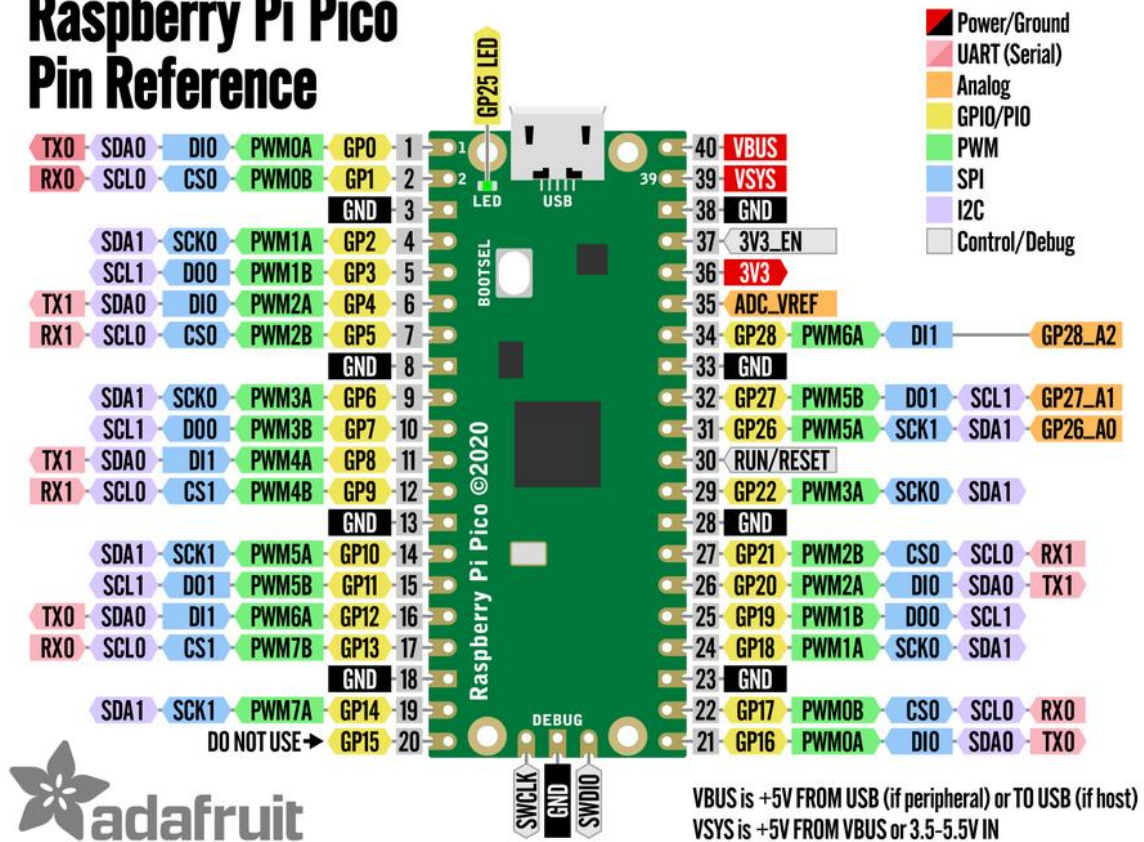 Raspberry Pi Pico
Pin Reference
GP25 LED
Power/Ground
UART (Serial)
Analog
GPIO/PIO
PWM
SPI
I2C
Control/Debug
TX0 SDA0 DI0 PWM0A GP0 1
RX0 SCL0 CS0 PWM0B GP1 2
GND 3
SDA1 SCK0 PWM1A GP2 4
SCL1 DO0 PWM1B GP3 5
TX1 SDA0 DI0 PWM2A GP4 6
RX1 SCL0 CS0 PWM2B GP5 7
GND 8
SDA1 SCK0 PWM3A GP6 9
SCL1 DO0 PWM3B GP7 10
TX1 SDA0 DI1 PWM4A GP8 11
RX1 SCL0 CS1 PWM4B GP9 12
GND 13
SDA1 SCK1 PWM5A GP10 14
SCL1 DO1 PWM5B GP11 15
TX0 SDA0 DI1 PWM6A GP12 16
RX0 SCL0 CS1 PWM7B GP13 17
GND 18
SDA1 SCK1 PWM7A GP14 19
DO NOT USE → GP15 20
1
2
39
LED
USB
BOOTSEL
Raspberry Pi Pico ©2020
DEBUG
SWCLK
GND
SWDIO
40 VBUS
39 VSYS
38 GND
37 3V3_EN
36 3V3
35 ADC_VREF
34 GP28 PWM6A DI1 GP28_A2
33 GND
32 GP27 PWM5B DO1 SCL1 GP27_A1
31 GP26 PWM5A SCK1 SDA1 GP26_A0
30 RUN/RESET
29 GP22 PWM3A SCK0 SDA1
28 GND
27 GP21 PWM2B CS0 SCL0 RX1
26 GP20 PWM2A DI0 SDA0 TX1
25 GP19 PWM1B DO0 SCL1
24 GP18 PWM1A SCK0 SDA1
23 GND
22 GP17 PWM0B CS0 SCL0 RX0
21 GP16 PWM0A DI0 SDA0 TX0
adafruit
VBUS is +5V FROM USB (if peripheral) or TO USB (if host)
VSYS is +5V FROM VBUS or 3.5-5.5V IN